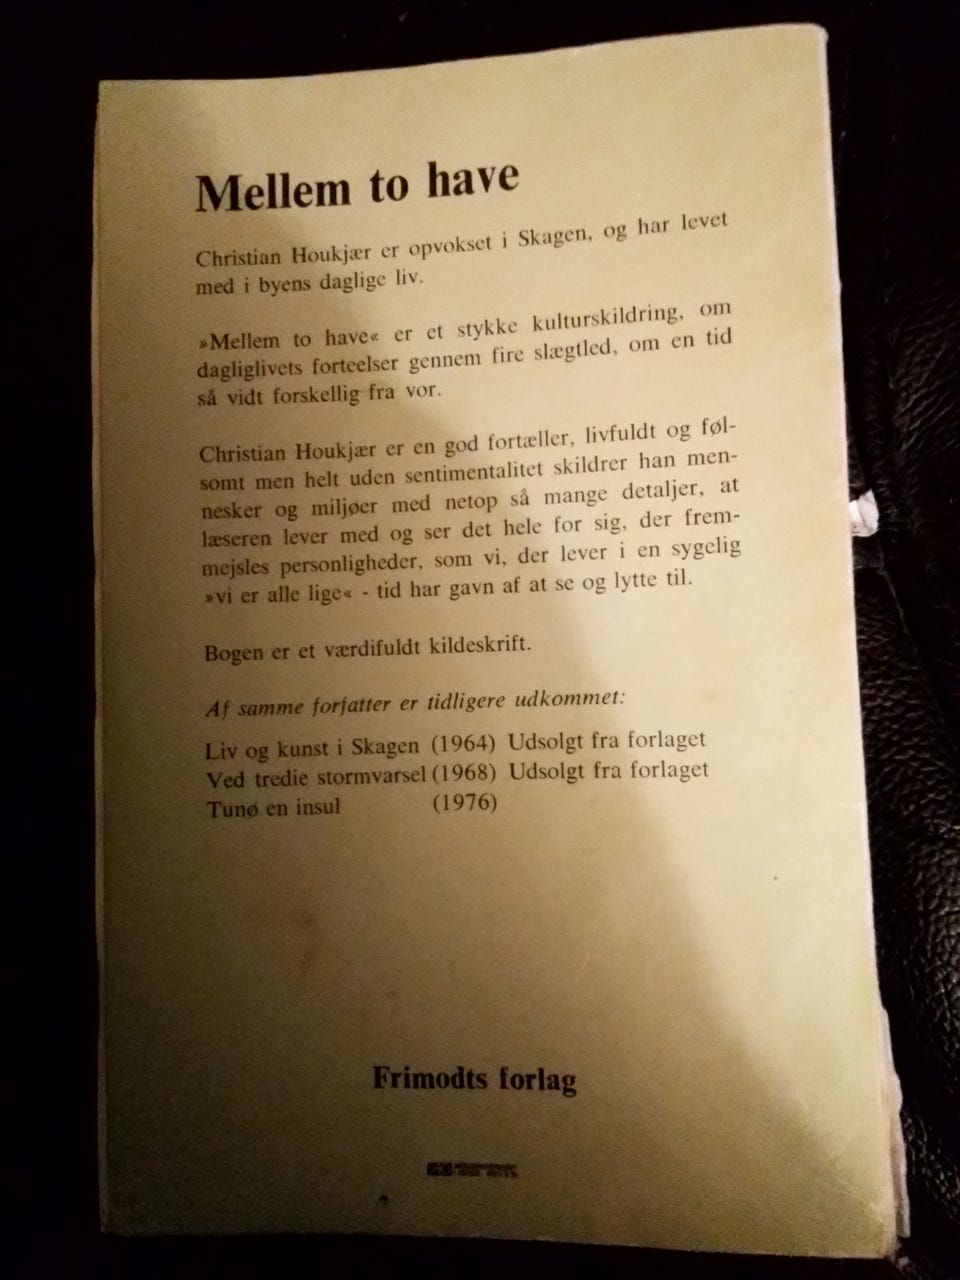 Mellem to have
Christian Houkjær er opvokset i Skagen, og har levet
med i byens daglige liv.
»Mellem to have« er et stykke kulturskildring, om
dagliglivets forteelser gennem fire slægtled, om en tid
så vidt forskellig fra vor.
Christian Houkjær er en god fortæller, livfuldt og føl-
somt men helt uden sentimentalitet skildrer han men-
nesker og miljøer med netop så mange detaljer, at
læseren lever med og ser det hele for sig, der frem-
mejsles personligheder, som vi, der lever i en sygelig
»vi er alle lige« - tid har gavn af at se og lytte til.
Bogen er et værdifuldt kildeskrift.
Af samme forfatter er tidligere udkommet:
Liv og kunst i Skagen (1964) Udsolgt fra forlaget
Ved tredie stormvarsel (1968) Udsolgt fra forlaget
Tunø en insul (1976)
Frimodts forlag